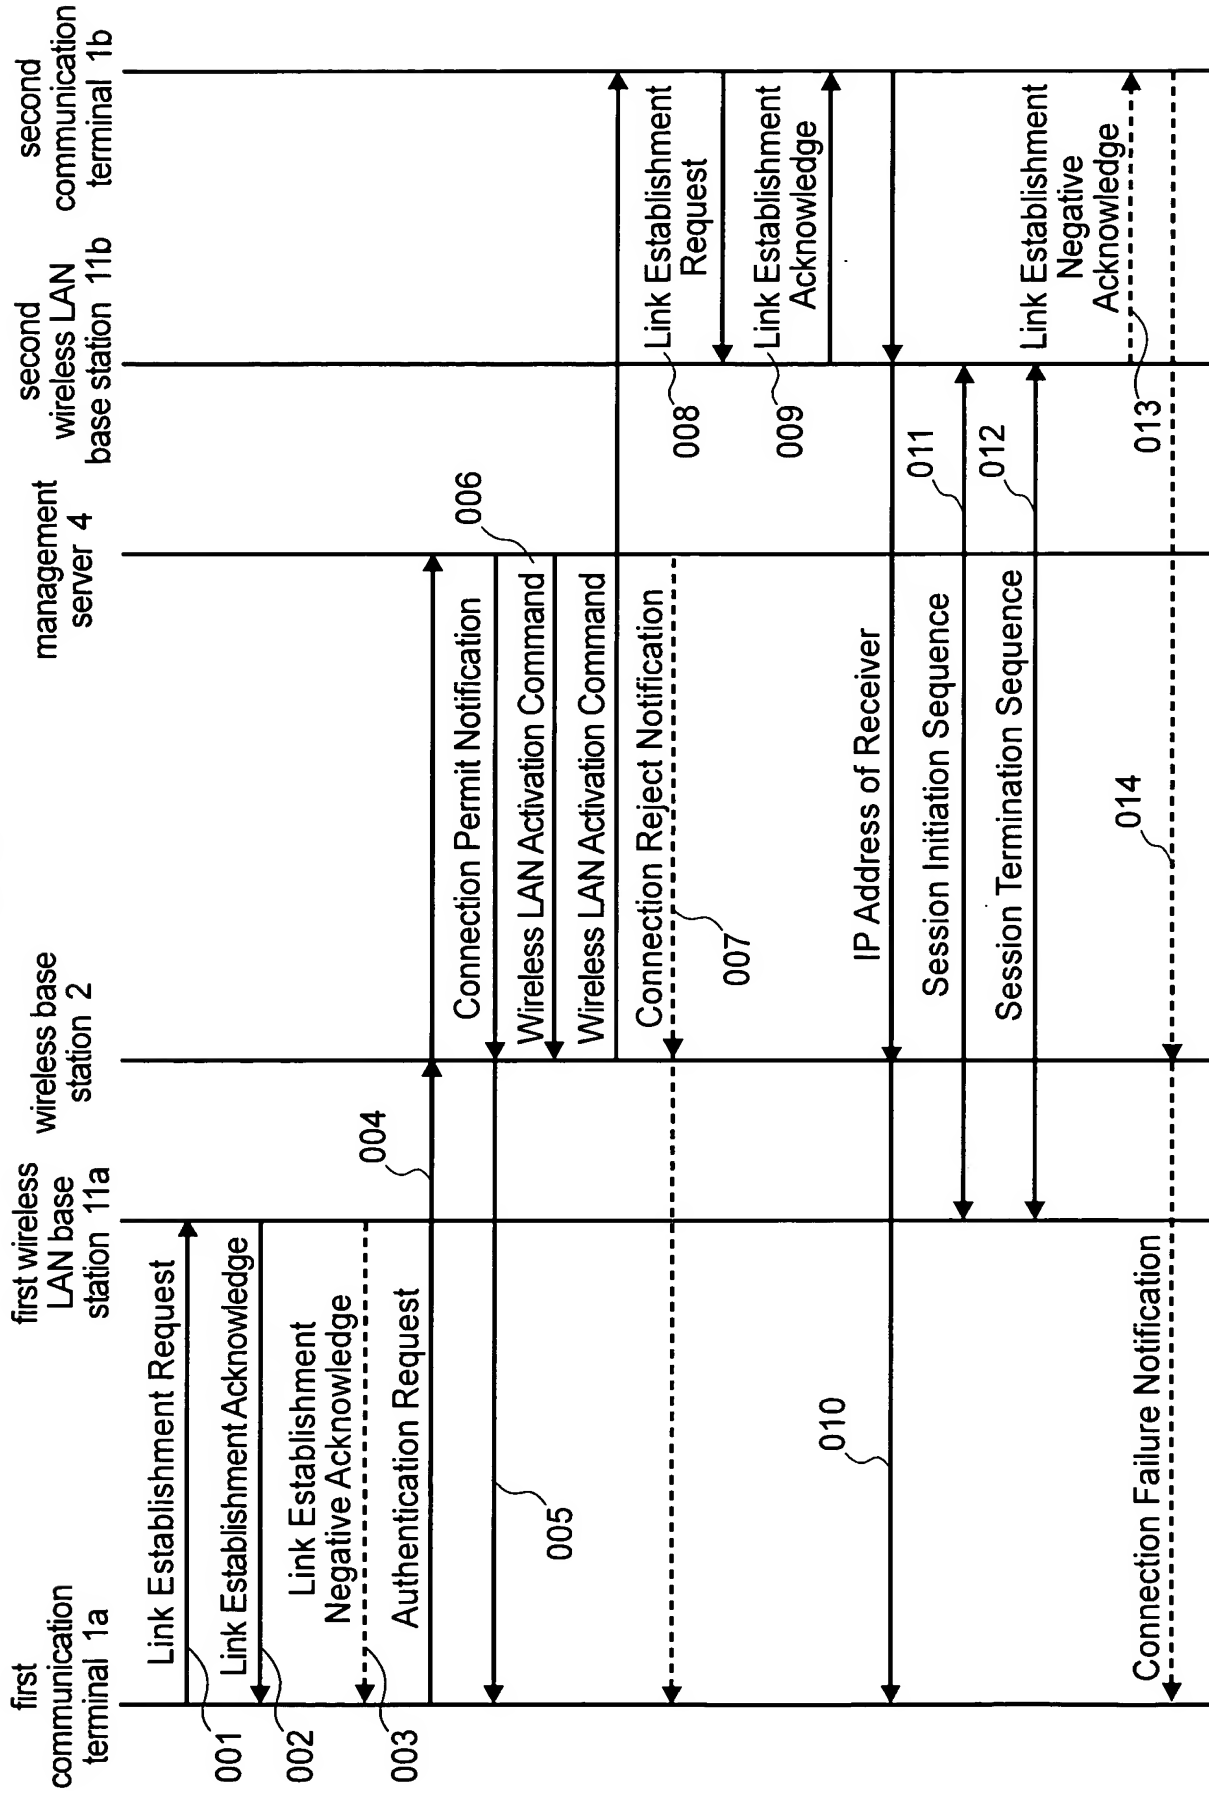 first
communication
terminal 1a
first wireless
LAN base
station 11a
wireless base
station 2
management
server 4
second
wireless LAN
base station 11b
second
communication
terminal 1b
Link Establishment Request
001
Link Establishment Acknowledge
002
Link Establishment
Negative Acknowledge
003
Authentication Request
004
Connection Permit Notification
005
Wireless LAN Activation Command
006
Wireless LAN Activation Command
Connection Reject Notification
007
Link Establishment
Request
008
Link Establishment
Acknowledge
009
IP Address of Receiver
010
Session Initiation Sequence
011
Session Termination Sequence
012
Link Establishment
Negative
Acknowledge
013
Connection Failure Notification
014